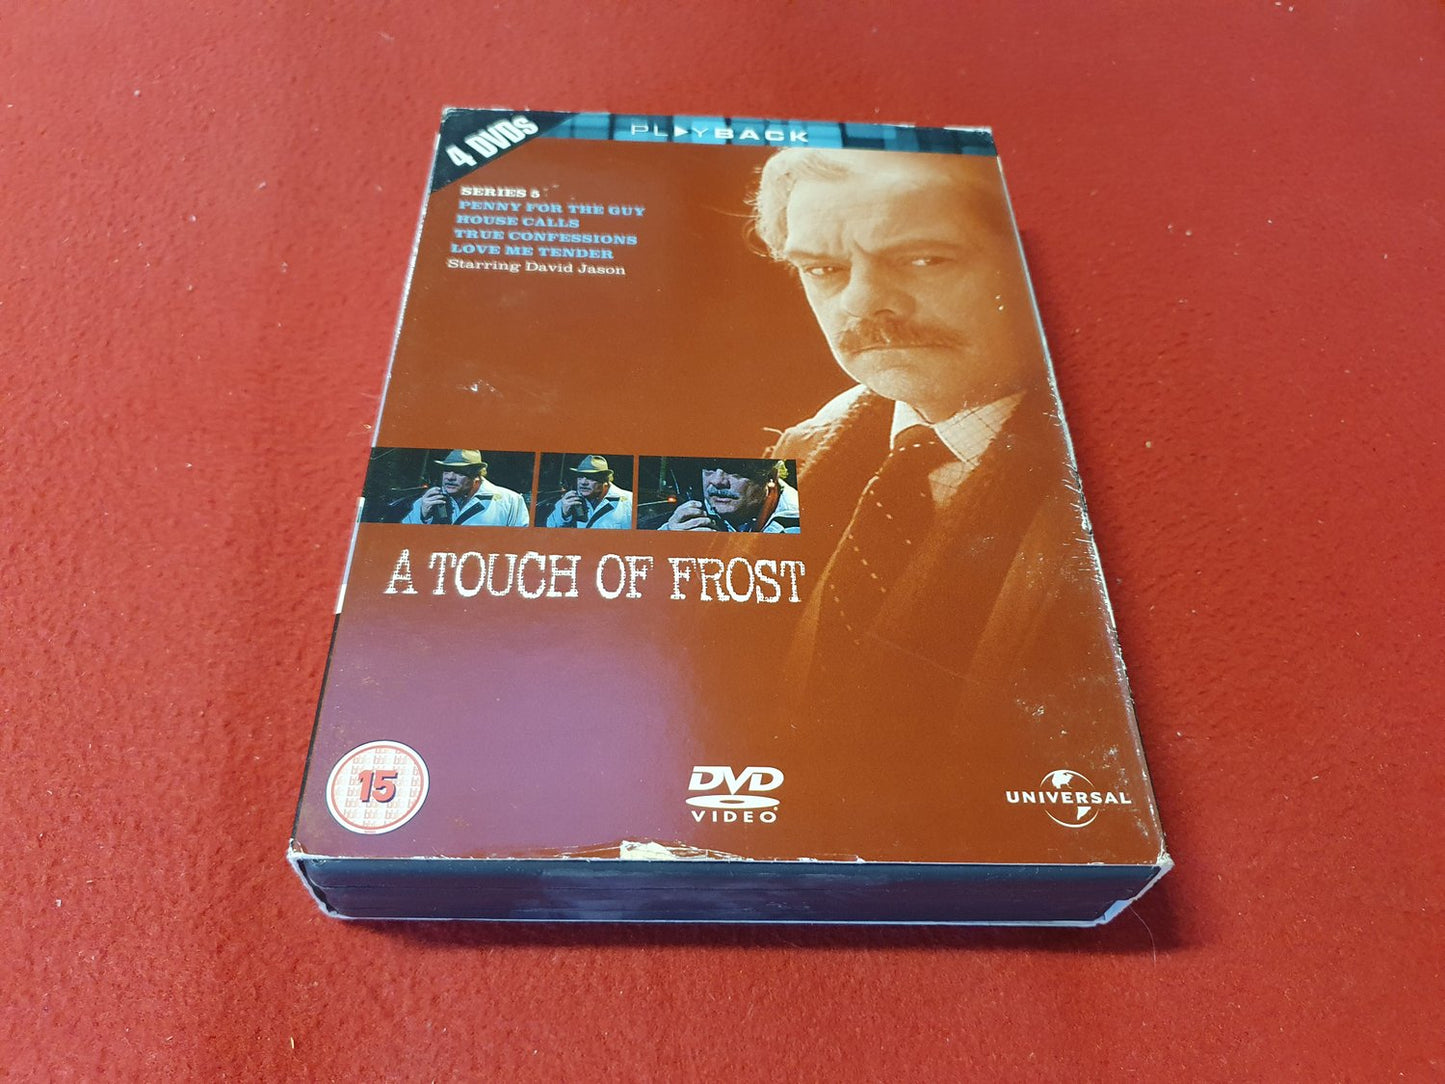 4 DVDs
PLAYBACK
SERIES 5
PENNY FOR THE GUY
HOUSE CALLS
TRUE CONFESSIONS
LOVE ME TENDER
Starring David Jason
A TOUCH OF FROST
15
DVD
VIDEO
UNIVERSAL